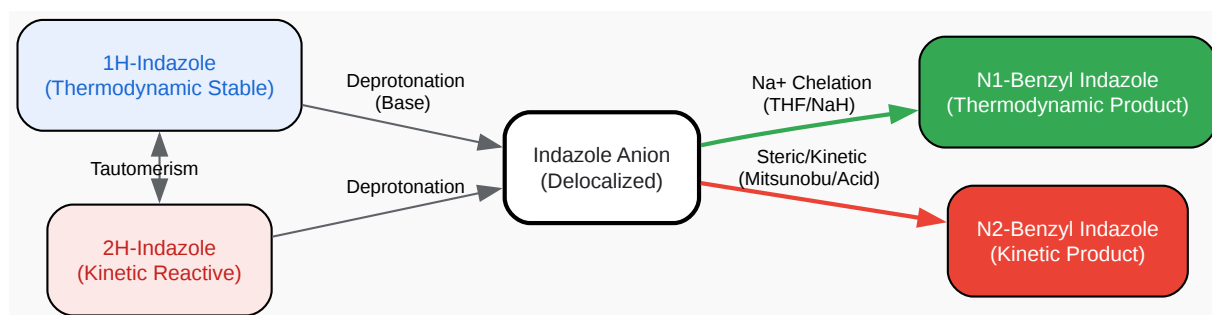 1H-Indazole
(Thermodynamic Stable)
Tautomerism
2H-Indazole
(Kinetic Reactive)
Deprotonation
(Base)
Deprotonation
Indazole Anion
(Delocalized)
Na+ Chelation
(THF/NaH)
Steric/Kinetic
(Mitsunobu/Acid)
N1-Benzyl Indazole
(Thermodynamic Product)
N2-Benzyl Indazole
(Kinetic Product)